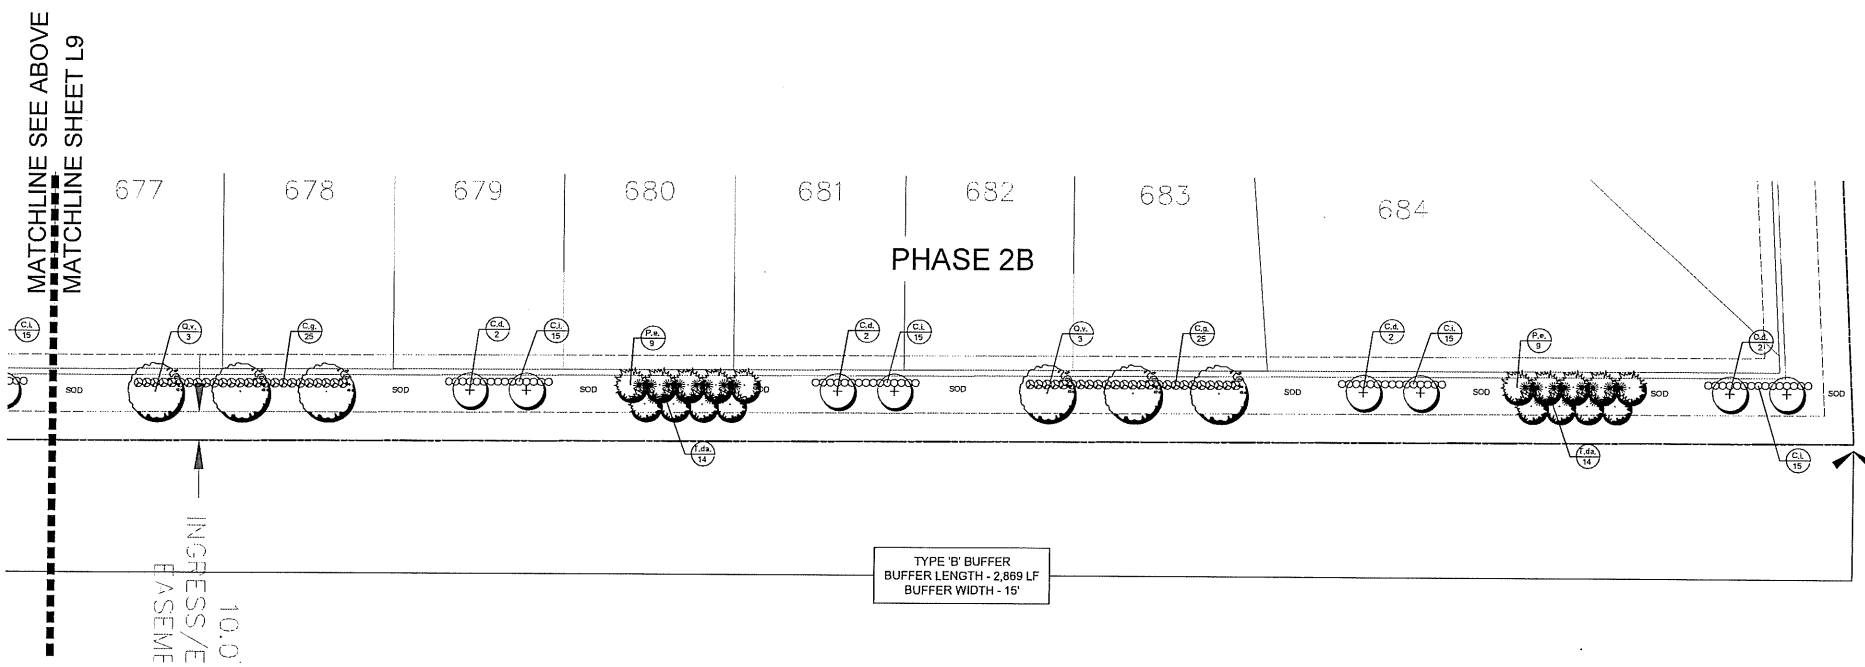 MATCHLINE SEE ABOVE
MATCHLINE SHEET L9
677
678
679
680
681
682
683
684
PHASE 2B
C.i.
15
Q.v.
3
C.g.
25
C.d.
2
C.i.
15
P.e.
9
C.d.
2
C.i.
15
Q.v.
3
C.g.
25
C.d.
2
C.i.
15
P.e.
9
SOD
SOD
SOD
SOD
SOD
SOD
SOD
SOD
T.da.
14
T.da.
14
C.i.
15
INGRESS/E
EASEME
10.0'
TYPE 'B' BUFFER
BUFFER LENGTH - 2,869 LF
BUFFER WIDTH - 15'